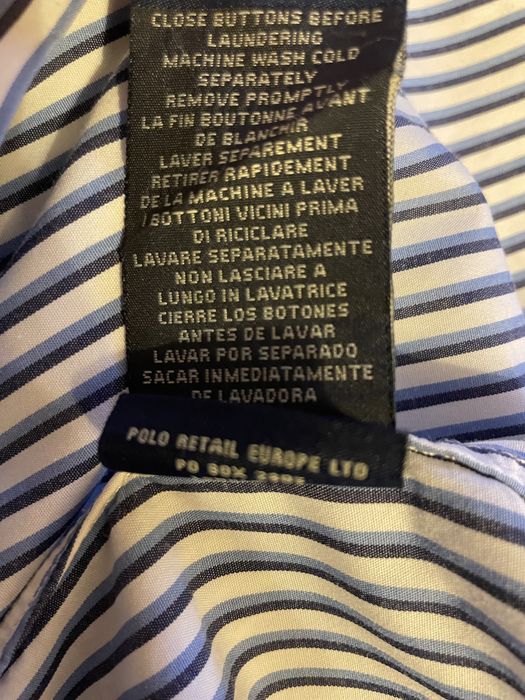 CLOSE BUTTONS BEFORE
LAUNDERING
MACHINE WASH COLD
SEPARATELY
REMOVE PROMPTLY
LA FIN BOUTONNE AVANT
DE BLANCHIR
LAVER SEPAREMENT
RETIRER RAPIDEMENT
DE LA MACHINE A LAVER
I BOTTONI VICINI PRIMA
DI RICICLARE
LAVARE SEPARATAMENTE
NON LASCIARE A
LUNGO IN LAVATRICE
CIERRE LOS BOTONES
ANTES DE LAVAR
LAVAR POR SEPARADO
SACAR INMEDIATAMENTE
DE LAVADORA
POLO RETAIL EUROPE LTD
PO BOX